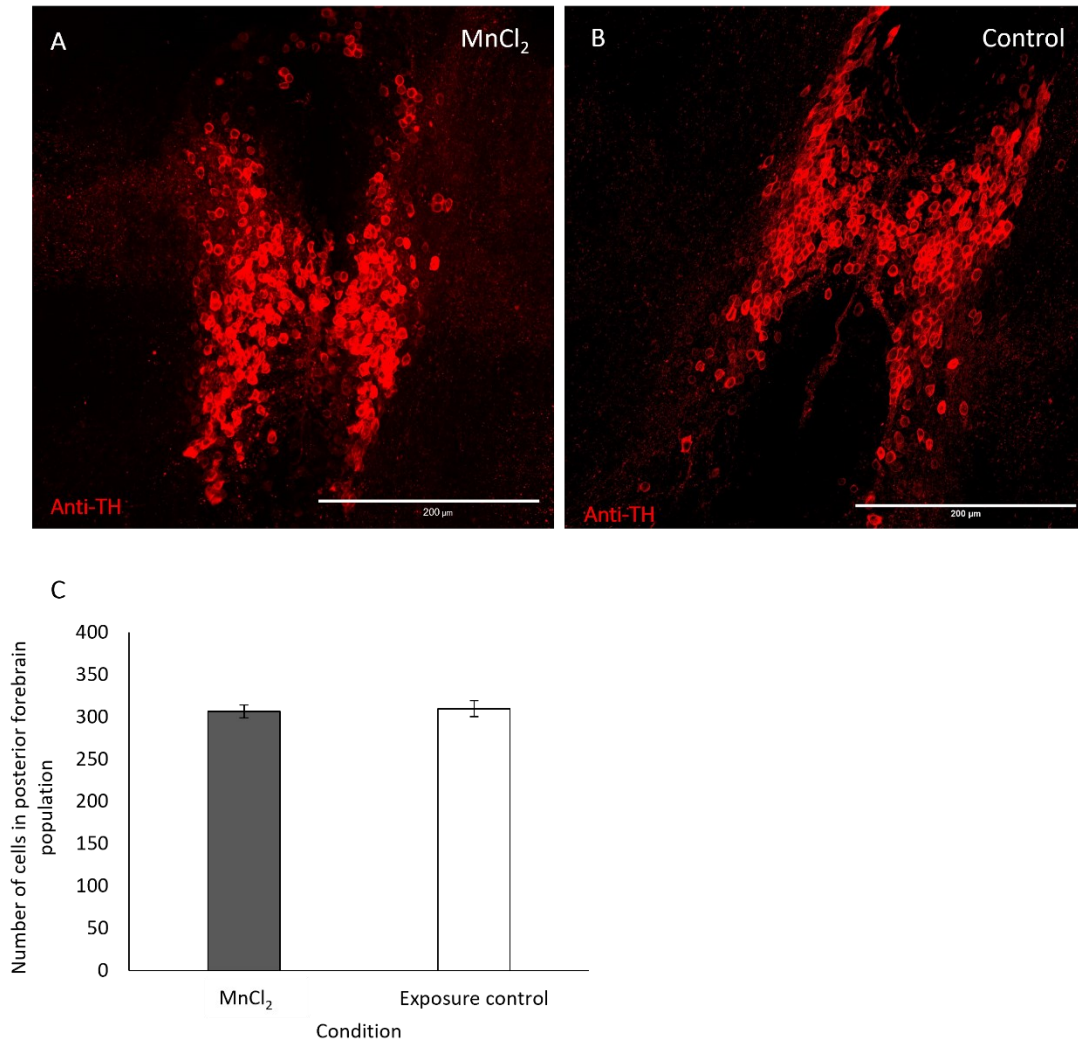 A
MnCl₂
Anti-TH
200 µm
B
Control
Anti-TH
200 µm
C
Number of cells in posterior forebrain
population
400
350
300
250
200
150
100
50
0
MnCl₂
Exposure control
Condition